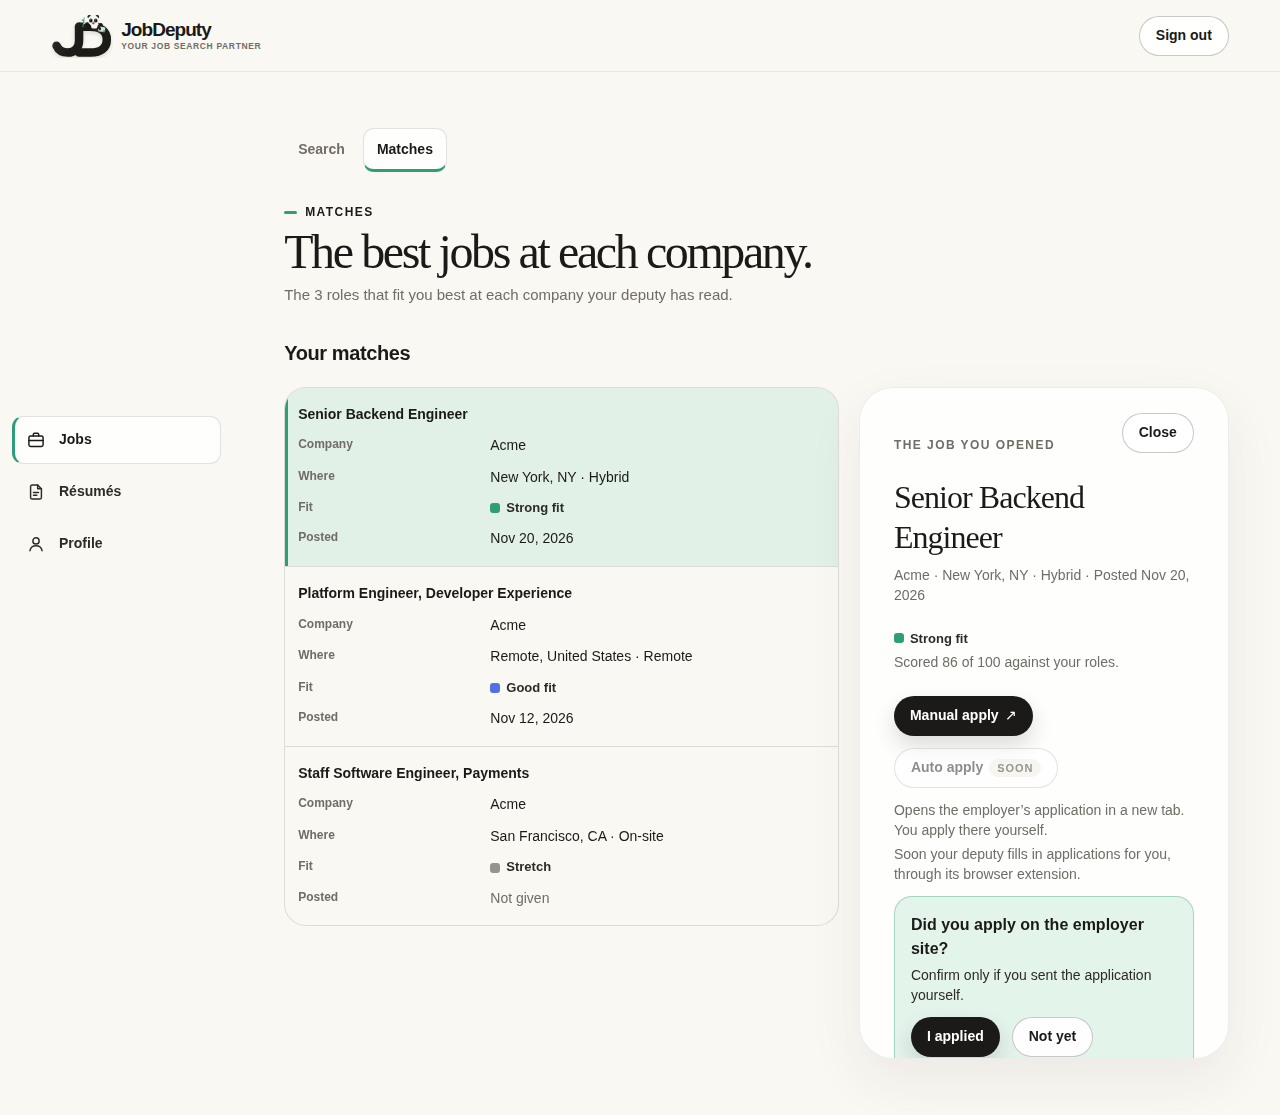 JobDeputy
YOUR JOB SEARCH PARTNER
Sign out
Search
Matches
MATCHES
The best jobs at each company.
The 3 roles that fit you best at each company your deputy has read.
Your matches
Jobs
Résumés
Profile
Senior Backend Engineer
Company Acme
Where New York, NY · Hybrid
Fit Strong fit
Posted Nov 20, 2026
Platform Engineer, Developer Experience
Company Acme
Where Remote, United States · Remote
Fit Good fit
Posted Nov 12, 2026
Staff Software Engineer, Payments
Company Acme
Where San Francisco, CA · On-site
Fit Stretch
Posted Not given
THE JOB YOU OPENED
Close
Senior Backend
Engineer
Acme · New York, NY · Hybrid · Posted Nov 20,
2026
Strong fit
Scored 86 of 100 against your roles.
Manual apply ↗
Auto apply SOON
Opens the employer’s application in a new tab.
You apply there yourself.
Soon your deputy fills in applications for you,
through its browser extension.
Did you apply on the employer
site?
Confirm only if you sent the application
yourself.
I applied
Not yet